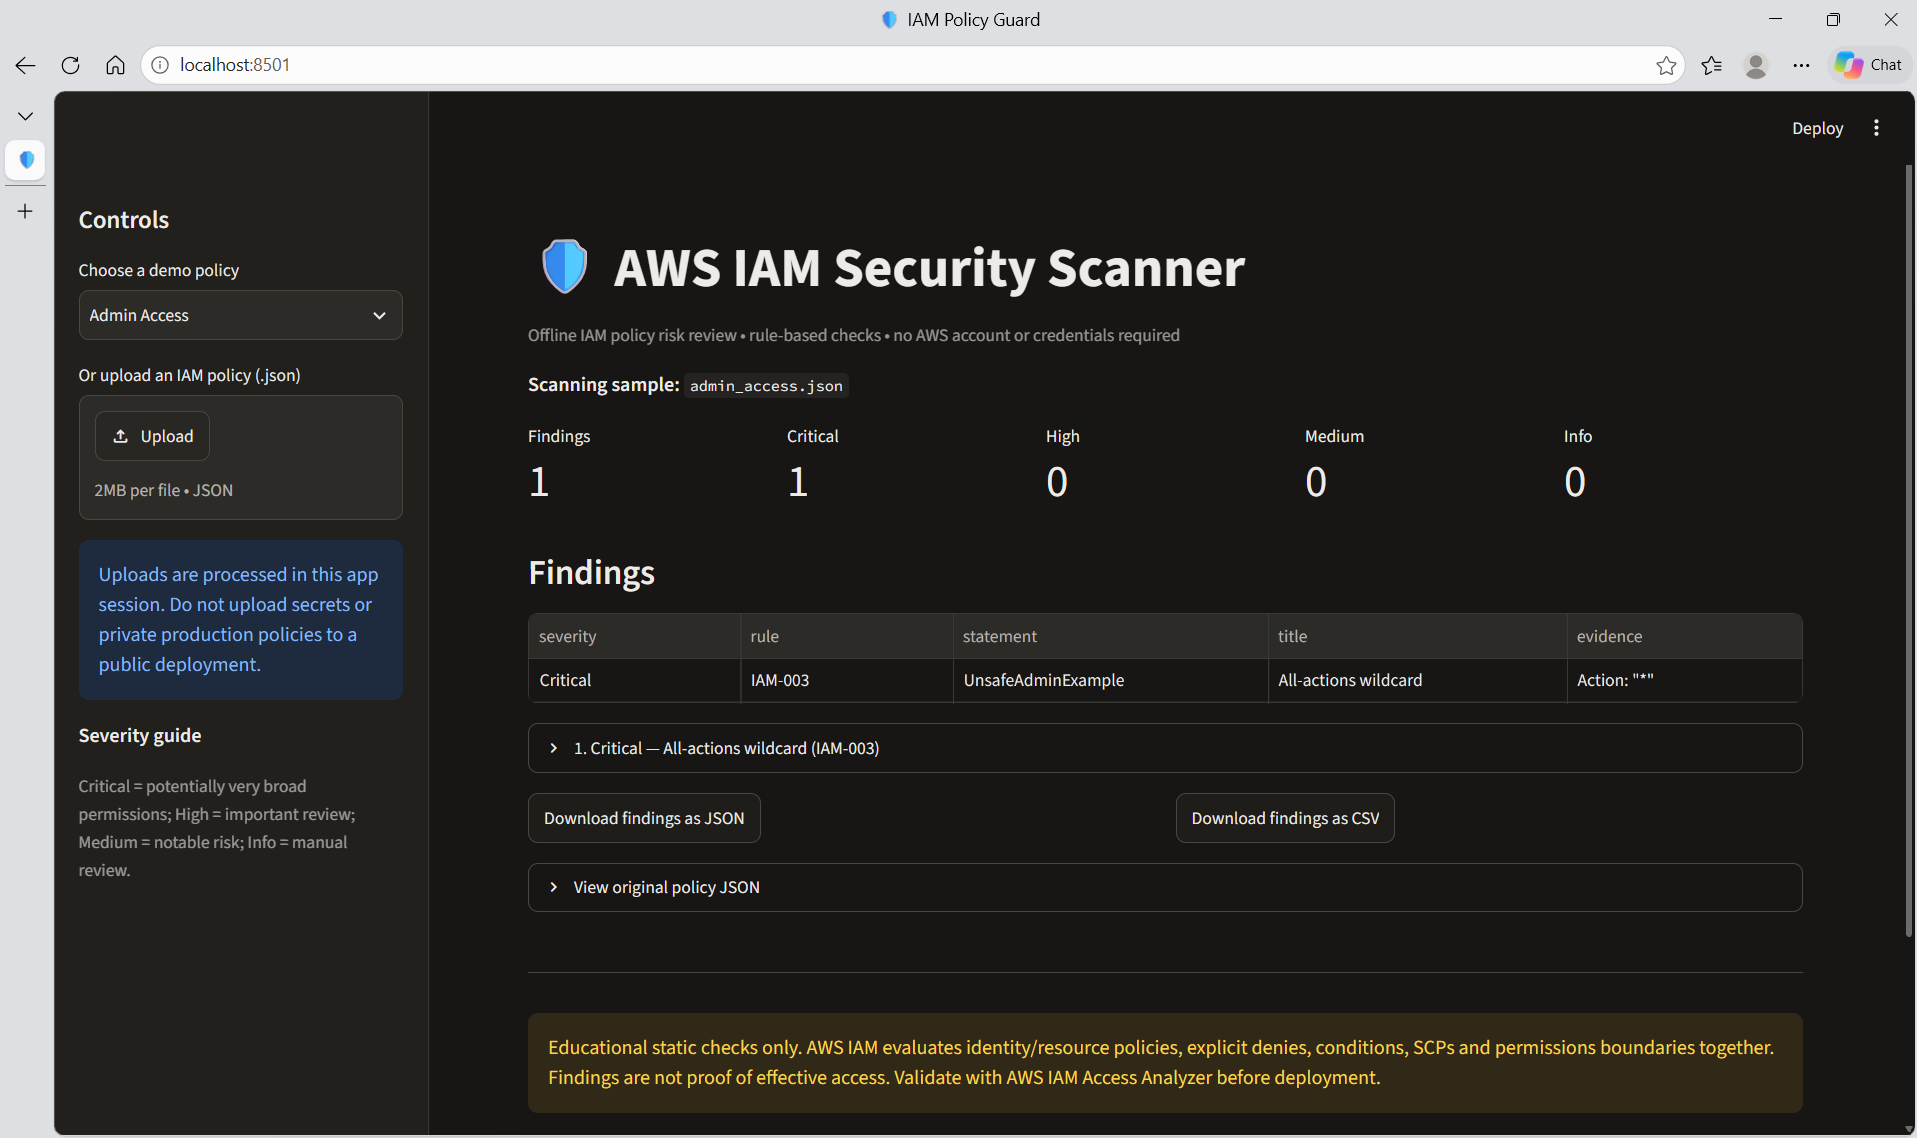 IAM Policy Guard
localhost:8501
Chat
Deploy
Controls
Choose a demo policy
Admin Access
Or upload an IAM policy (.json)
Upload
2MB per file • JSON
Uploads are processed in this app
session. Do not upload secrets or
private production policies to a
public deployment.
Severity guide
Critical = potentially very broad
permissions; High = important review;
Medium = notable risk; Info = manual
review.
AWS IAM Security Scanner
Offline IAM policy risk review • rule-based checks • no AWS account or credentials required
Scanning sample: admin_access.json
Findings Critical High Medium Info
1 1 0 0 0
Findings
severity rule statement title evidence
Critical IAM-003 UnsafeAdminExample All-actions wildcard Action: "*"
1. Critical — All-actions wildcard (IAM-003)
Download findings as JSON Download findings as CSV
View original policy JSON
Educational static checks only. AWS IAM evaluates identity/resource policies, explicit denies, conditions, SCPs and permissions boundaries together.
Findings are not proof of effective access. Validate with AWS IAM Access Analyzer before deployment.